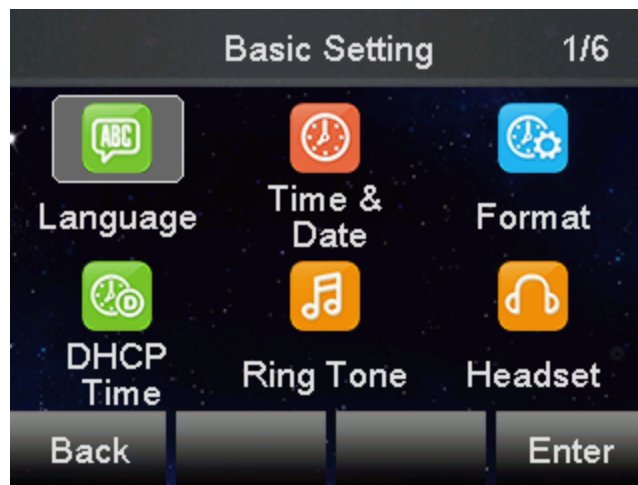 Basic Setting 1/6
ABC
Language
Time &
Date
Format
D
DHCP
Time
Ring Tone
Headset
Back Enter